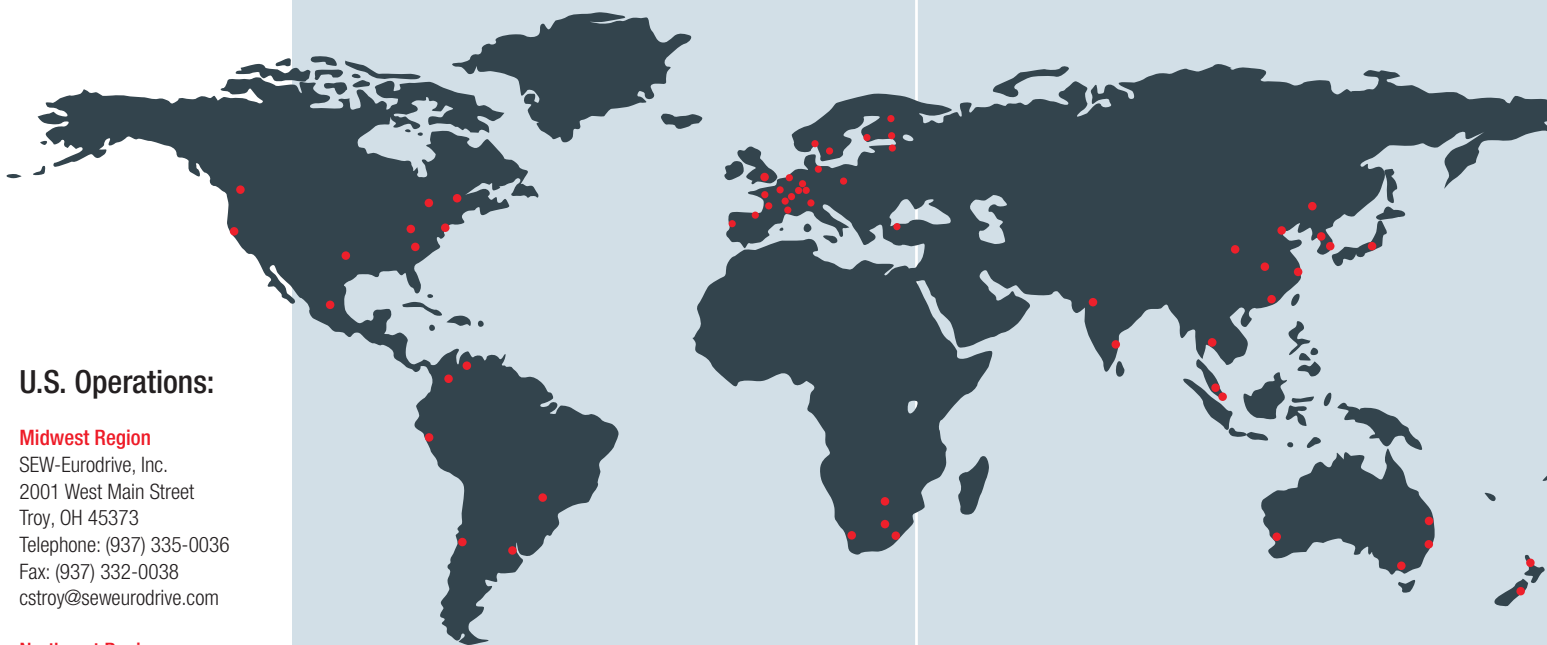 U.S. Operations:
Midwest Region
SEW-Eurodrive, Inc.
2001 West Main Street
Troy, OH 45373
Telephone: (937) 335-0036
Fax: (937) 332-0038
cstroy@seweurodrive.com